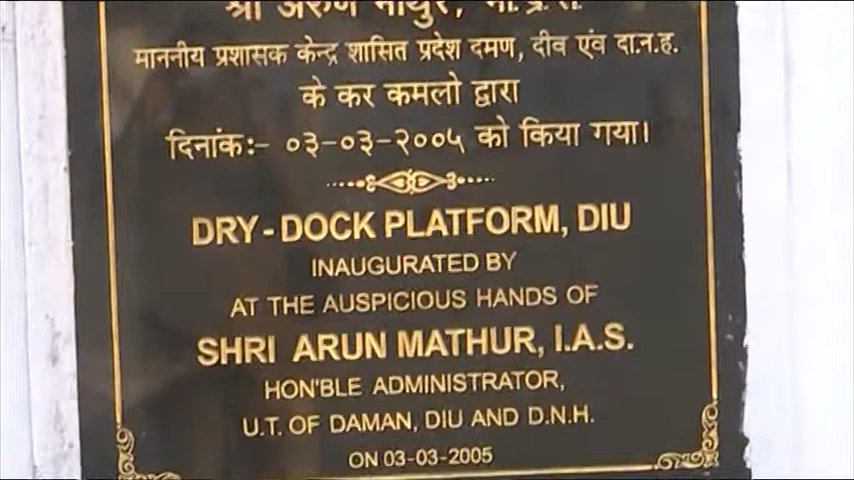 श्री अरुण माथुर, भा.प्र.से.
माननीय प्रशासक केन्द्र शासित प्रदेश दमण, दीव एंव दा.न.ह.
के कर कमलो द्वारा
दिनांकः- ०३-०३-२००५ को किया गया।
DRY-DOCK PLATFORM, DIU
INAUGURATED BY
AT THE AUSPICIOUS HANDS OF
SHRI ARUN MATHUR, I.A.S.
HON'BLE ADMINISTRATOR,
U.T. OF DAMAN, DIU AND D.N.H.
ON 03-03-2005